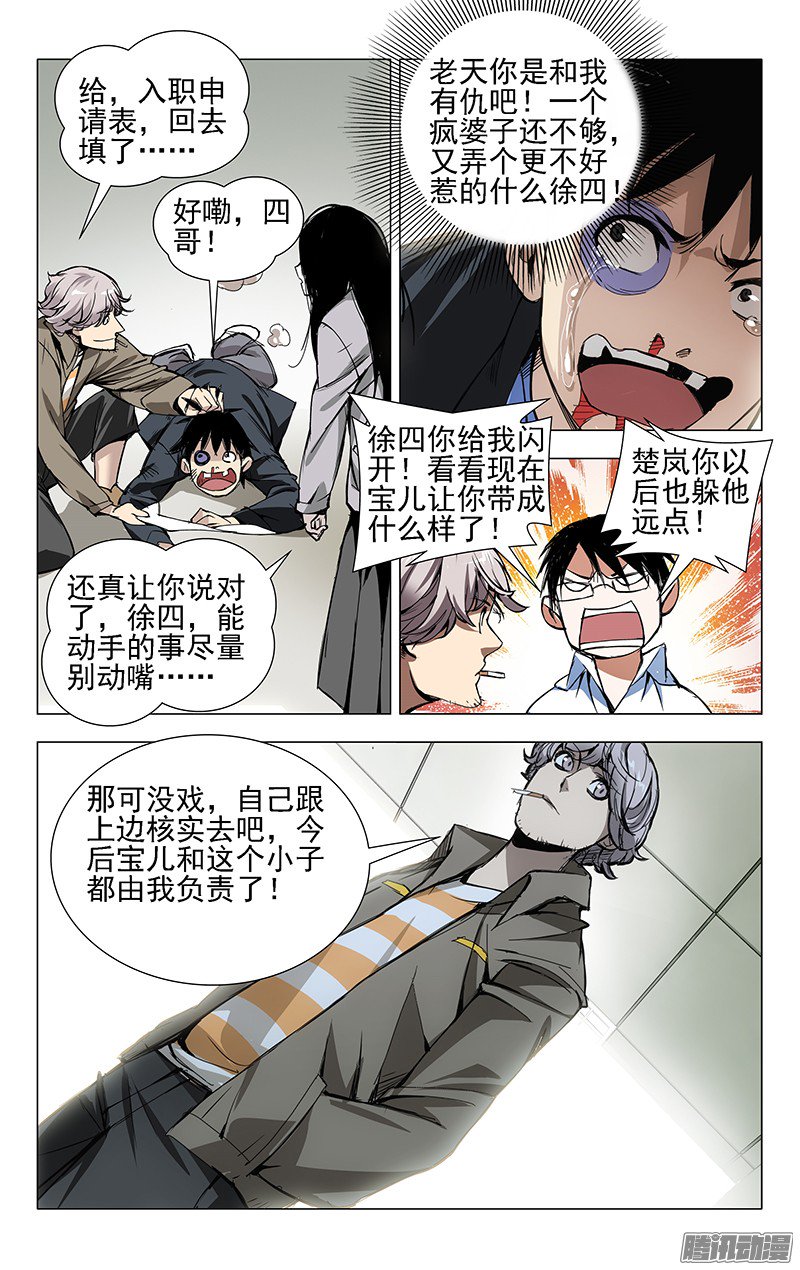 给，入职申
请表，回去
填了……
好嘞，四
哥！
还真让你说对
了，徐四，能
动手的事尽量
别动嘴……
老天你是和我
有仇吧！一个
疯婆子还不够，
又弄个更不好
惹的什么徐四！
徐四你给我闪
开！看看现在
宝儿让你带成
什么样了！
楚岚你以
后也躲他
远点！
那可没戏，自己跟
上边核实去吧，今
后宝儿和这个小子
都由我负责了！
腾讯动漫